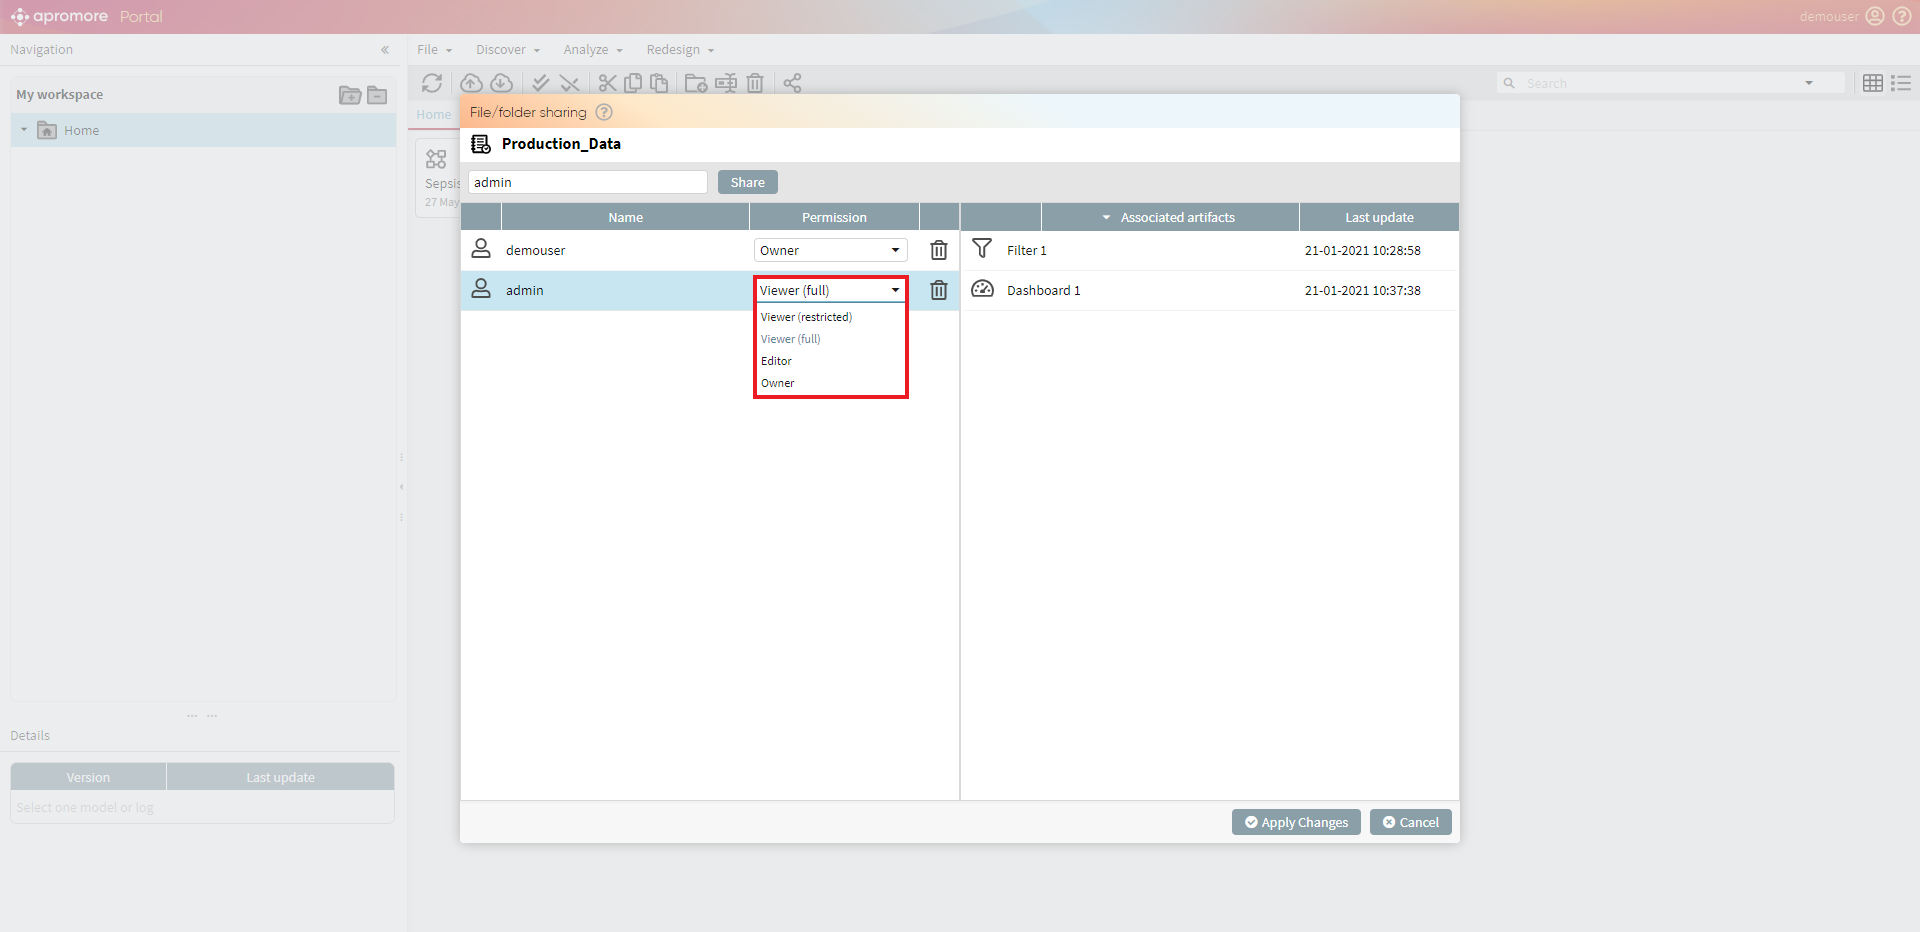 apromore Portal
demouser
Navigation
File Discover Analyze Redesign
My workspace
Search
Home
Home
File/folder sharing
Production_Data
Sepsis
27 May
admin
Share
Name Permission
Associated artifacts Last update
demouser Owner
Filter 1 21-01-2021 10:28:58
admin Viewer (full)
Dashboard 1 21-01-2021 10:37:38
Viewer (restricted)
Viewer (full)
Editor
Owner
Details
Version Last update
Select one model or log
Apply Changes Cancel